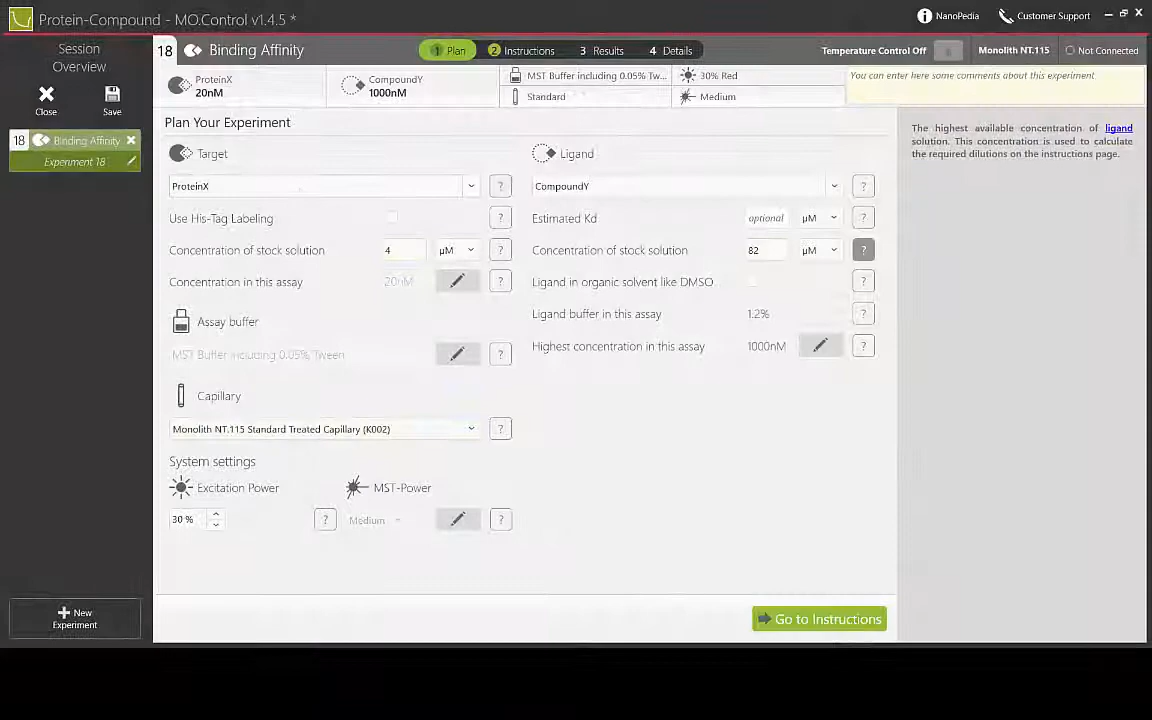 Protein-Compound - MO.Control v1.4.5 *
NanoPedia
Customer Support
Session
Overview
Close
Save
18
Binding Affinity
Experiment 18
New
Experiment
18
Binding Affinity
1 Plan
2 Instructions
3 Results
4 Details
Temperature Control Off
Monolith NT.115
Not Connected
ProteinX
20nM
CompoundY
1000nM
MST Buffer including 0.05% Tw...
Standard
30% Red
Medium
You can enter here some comments about this experiment.
Plan Your Experiment
Target
ProteinX
?
Use His-Tag Labeling
?
Concentration of stock solution
4
µM
?
Concentration in this assay
20nM
?
Assay buffer
MST Buffer including 0.05% Tween
?
Capillary
Monolith NT.115 Standard Treated Capillary (K002)
?
System settings
Excitation Power
MST-Power
30 %
?
Medium
?
Ligand
CompoundY
?
Estimated Kd
optional
µM
?
Concentration of stock solution
82
µM
?
Ligand in organic solvent like DMSO
?
Ligand buffer in this assay
1.2%
?
Highest concentration in this assay
1000nM
?
Go to Instructions
The highest available concentration of ligand
solution. This concentration is used to calculate
the required dilutions on the instructions page.